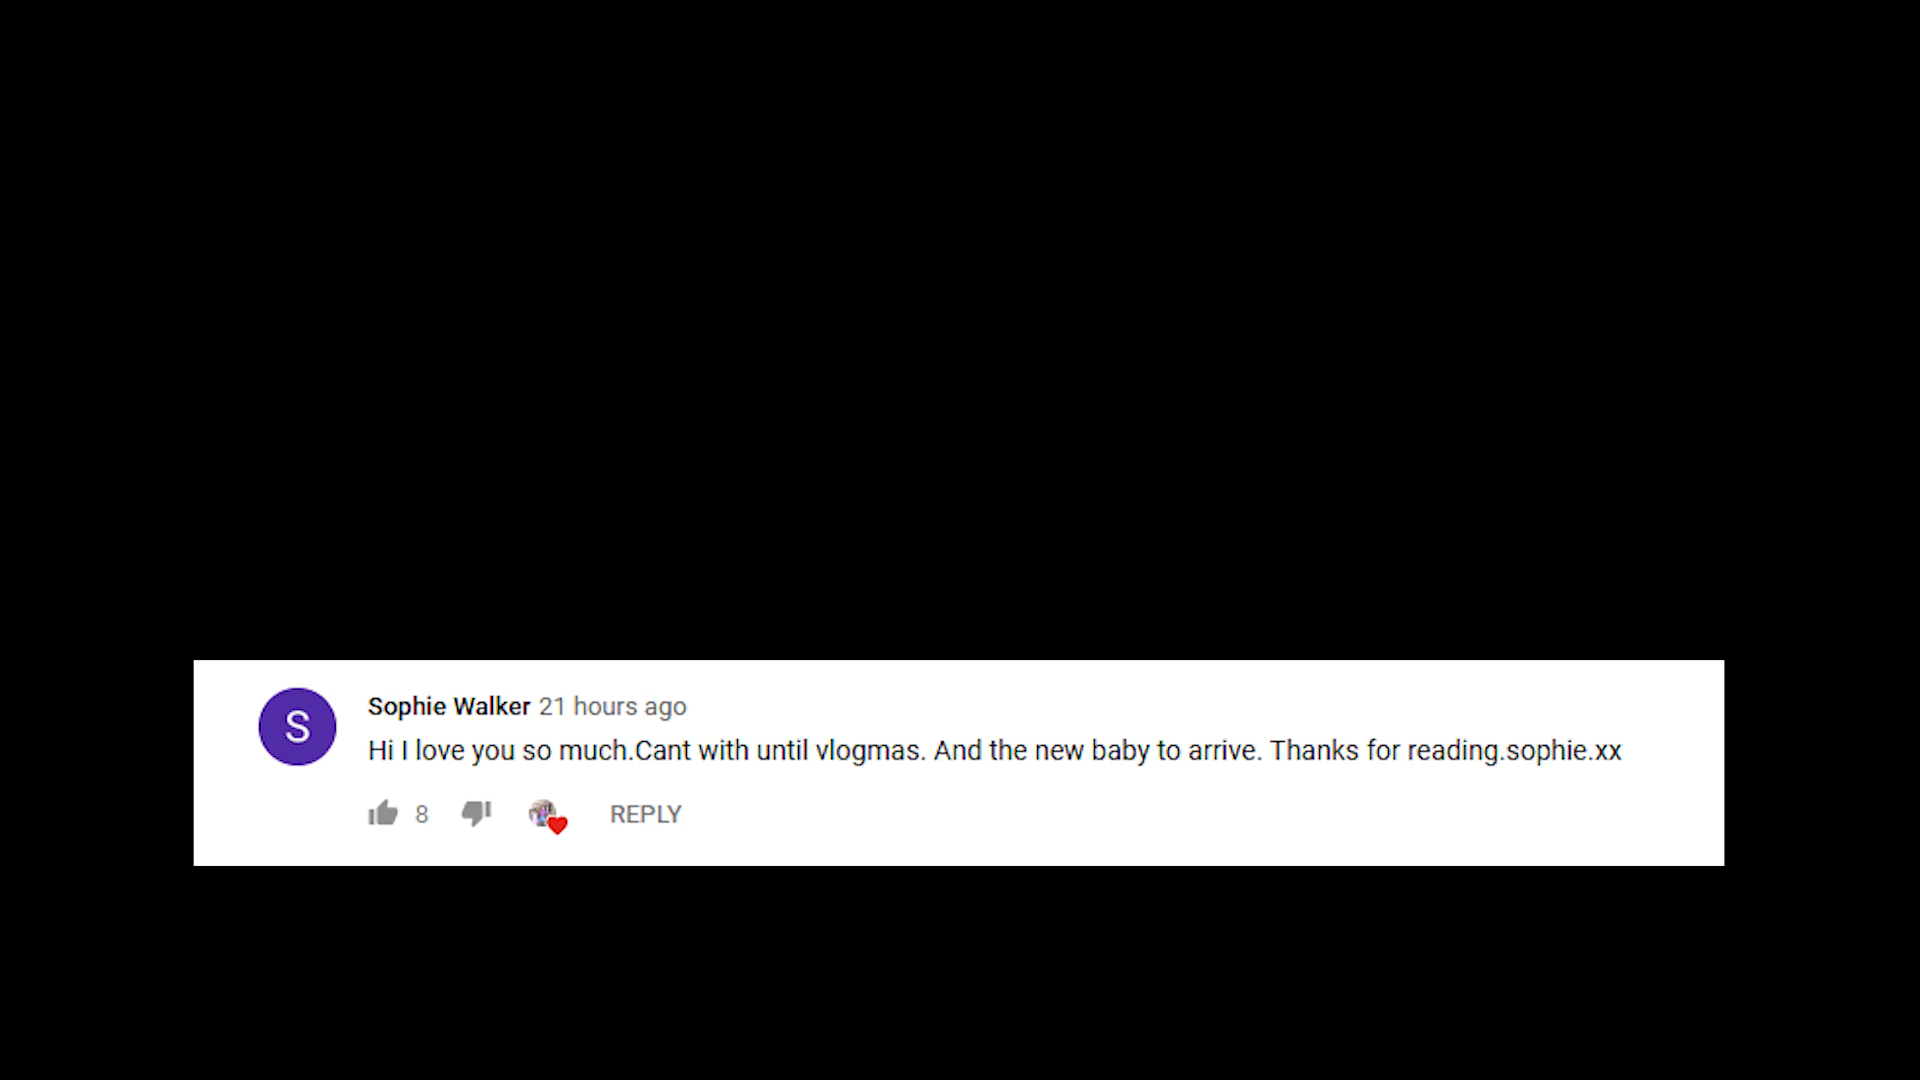 S
Sophie Walker 21 hours ago
Hi I love you so much.Cant with until vlogmas. And the new baby to arrive. Thanks for reading.sophie.xx
8 REPLY